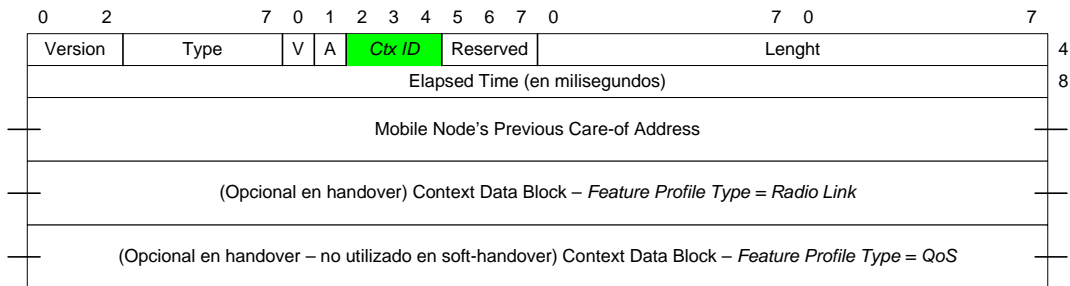 0 2 7 0 1 2 3 4 5 6 7 0 7 0 7
Version Type V A Ctx ID Reserved Lenght 4
Elapsed Time (en milisegundos) 8
Mobile Node's Previous Care-of Address
(Opcional en handover) Context Data Block – Feature Profile Type = Radio Link
(Opcional en handover – no utilizado en soft-handover) Context Data Block – Feature Profile Type = QoS